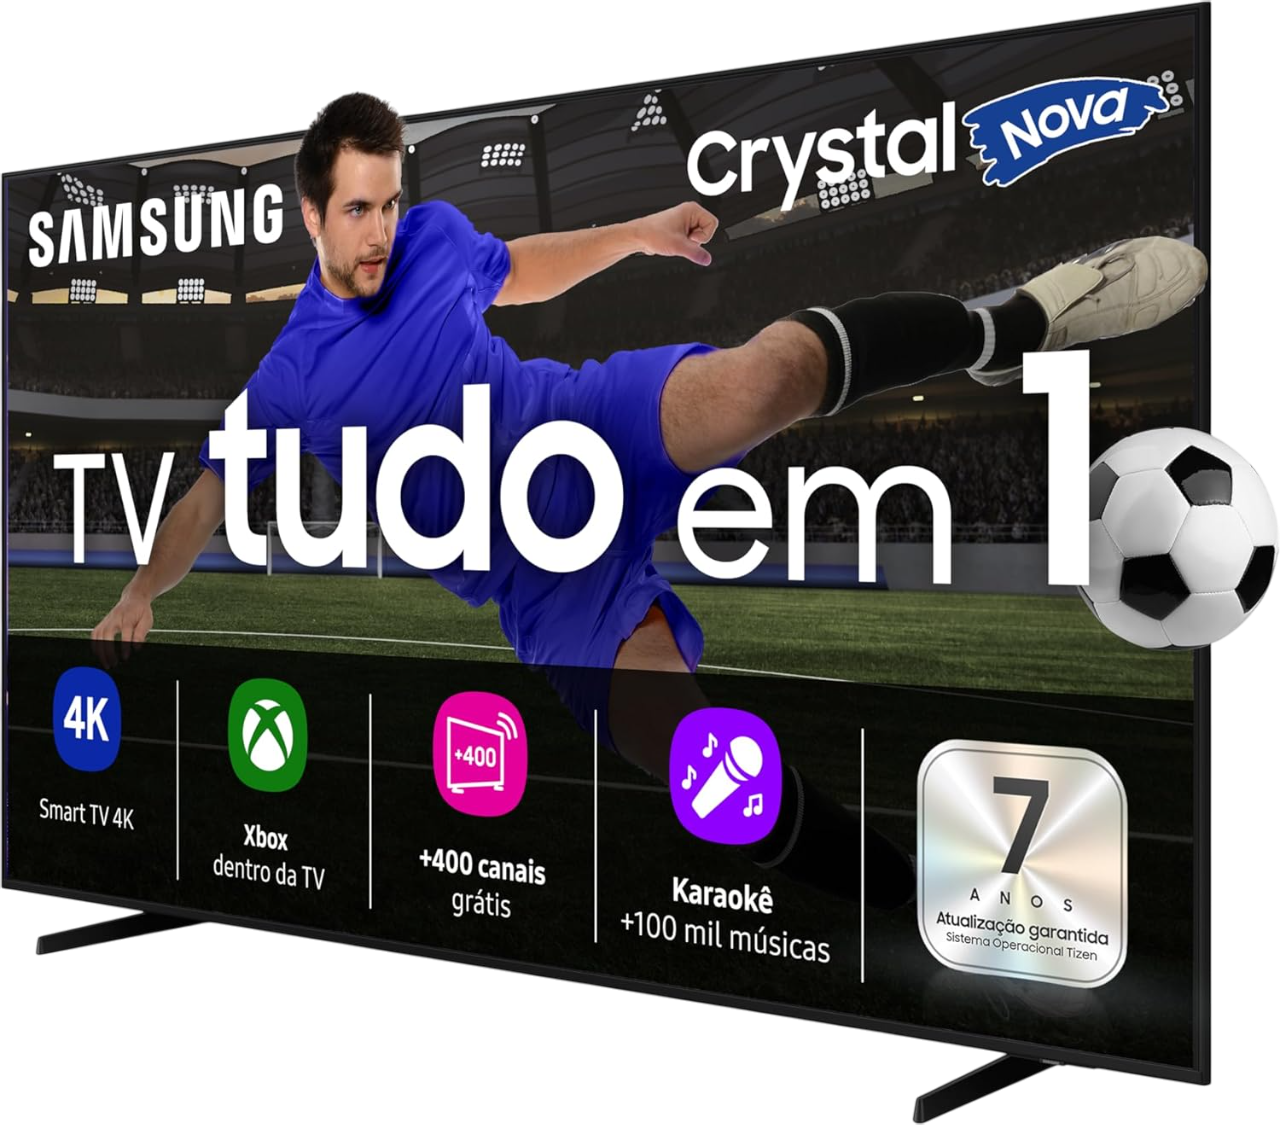 SAMSUNG
Crystal Nova
TV tudo em 1
4K
Smart TV 4K
Xbox
dentro da TV
+400
+400 canais
grátis
Karaokê
+100 mil músicas
7
ANOS
Atualização garantida
Sistema Operacional Tizen